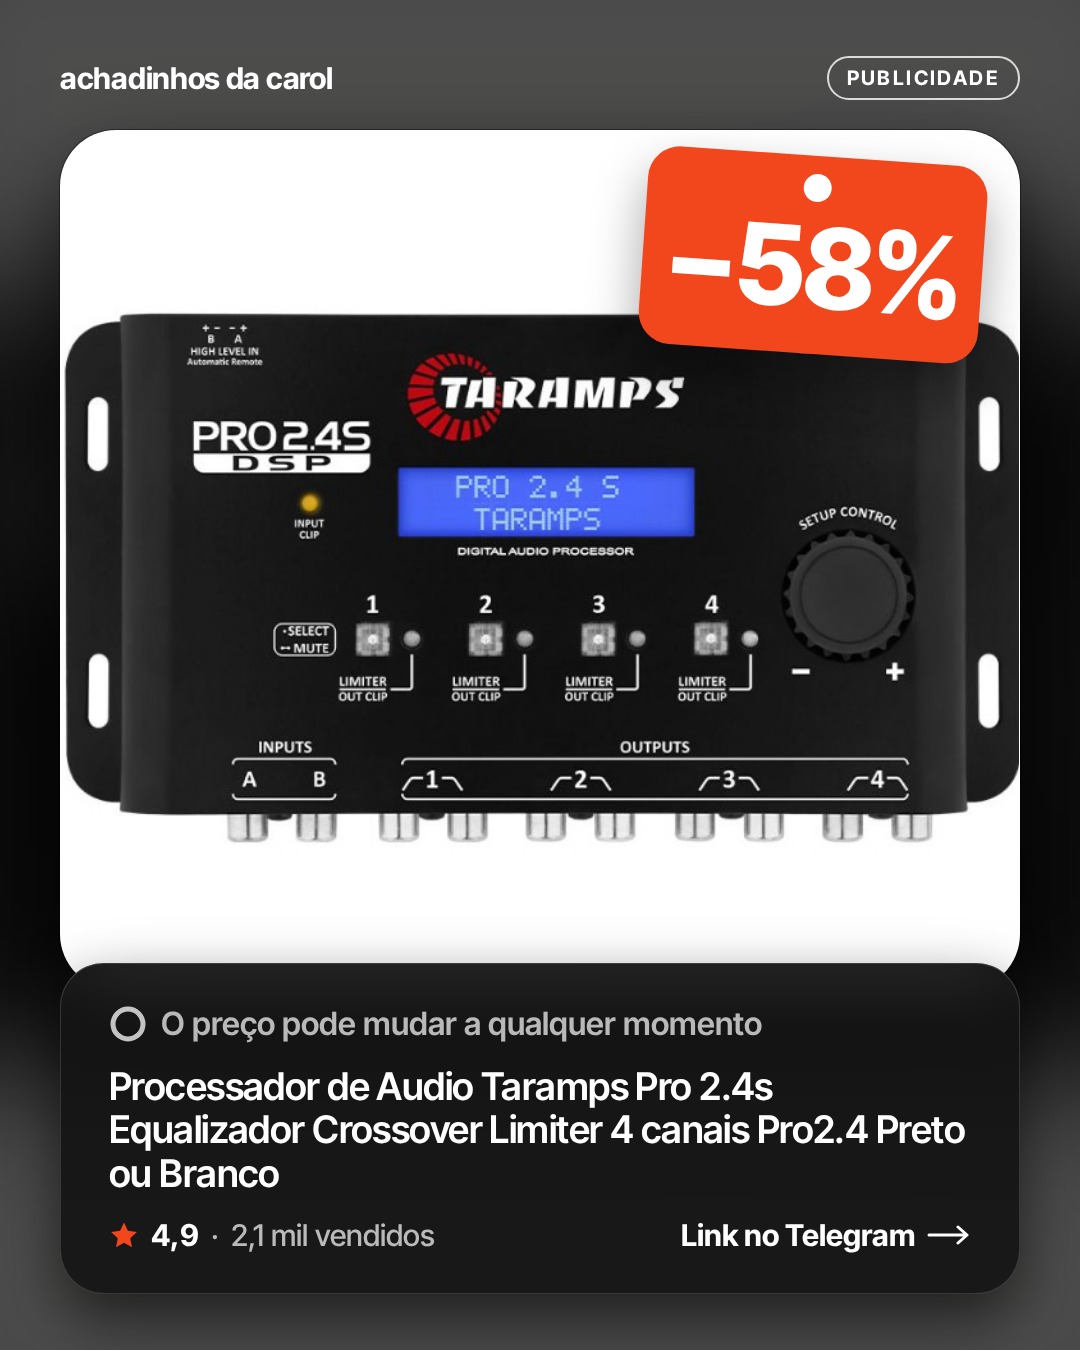 achadinhos da carol
PUBLICIDADE
-58%
+ - - +
B A
HIGH LEVEL IN
Automatic Remote
TARAMPS
PRO 2.4S
DSP
PRO 2.4 S
TARAMPS
INPUT
CLIP
DIGITAL AUDIO PROCESSOR
SETUP CONTROL
1 2 3 4
•SELECT
↔ MUTE
- +
LIMITER LIMITER LIMITER LIMITER
OUT CLIP OUT CLIP OUT CLIP OUT CLIP
INPUTS OUTPUTS
A B 1 2 3 4
O preço pode mudar a qualquer momento
Processador de Audio Taramps Pro 2.4s
Equalizador Crossover Limiter 4 canais Pro2.4 Preto
ou Branco
4,9 · 2,1 mil vendidos
Link no Telegram →